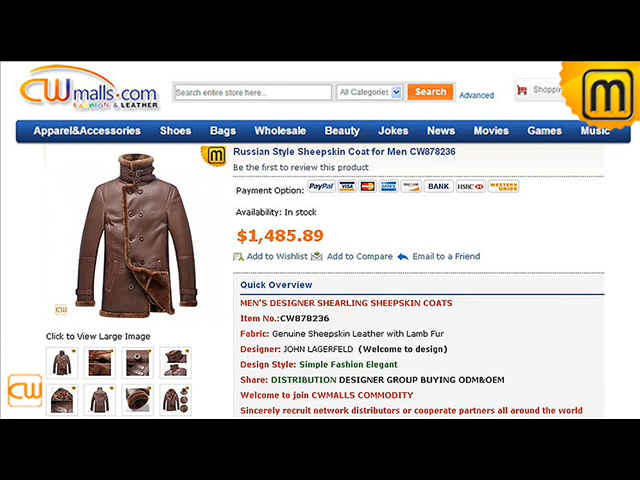 CWmalls.com
FASHION & LEATHER
Search entire store here...
All Categories
Search
Advanced
Shopping
M
Apparel&Accessories Shoes Bags Wholesale Beauty Jokes News Movies Games Music
M
Russian Style Sheepskin Coat for Men CW878236
Be the first to review this product
Payment Option: PayPal VISA BANK HSBC WESTERN UNION
Availability: In stock
$1,485.89
Add to Wishlist Add to Compare Email to a Friend
Quick Overview
MEN'S DESIGNER SHEARLING SHEEPSKIN COATS
Item No.:CW878236
Fabric: Genuine Sheepskin Leather with Lamb Fur
Designer: JOHN LAGERFELD (Welcome to design)
Design Style: Simple Fashion Elegant
Share: DISTRIBUTION DESIGNER GROUP BUYING ODM&OEM
Welcome to join CWMALLS COMMODITY
Sincerely recruit network distributors or cooperate partners all around the world
CW
Click to View Large Image
CW